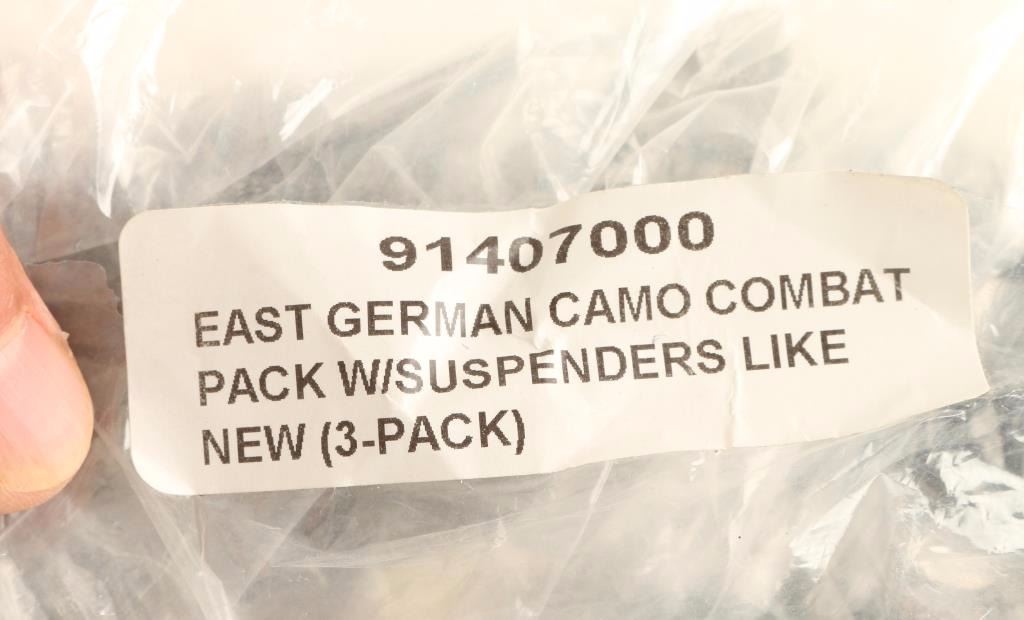 91407000
EAST GERMAN CAMO COMBAT
PACK W/SUSPENDERS LIKE
NEW (3-PACK)